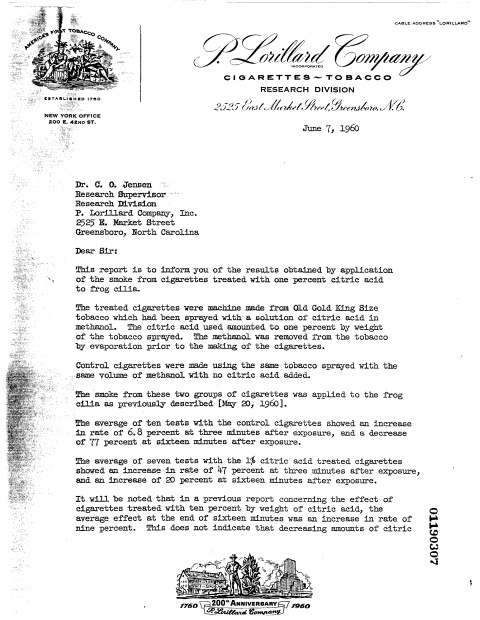 CABLE ADDRESS "LORILLARD"
AMERICA'S FIRST TOBACCO COMPANY
ESTABLISHED 1760
NEW YORK OFFICE
200 E. 42ND ST.
P. Lorillard Company
INCORPORATED
CIGARETTES ~ TOBACCO
RESEARCH DIVISION
2525 East Market Street, Greensboro, N.C.
June 7, 1960
Dr. C. O. Jensen
Research Supervisor
Research Division
P. Lorillard Company, Inc.
2525 E. Market Street
Greensboro, North Carolina
Dear Sir:
This report is to inform you of the results obtained by application
of the smoke from cigarettes treated with one percent citric acid
to frog cilia.
The treated cigarettes were machine made from Old Gold King Size
tobacco which had been sprayed with a solution of citric acid in
methanol. The citric acid used amounted to one percent by weight
of the tobacco sprayed. The methanol was removed from the tobacco
by evaporation prior to the making of the cigarettes.
Control cigarettes were made using the same tobacco sprayed with the
same volume of methanol with no citric acid added.
The smoke from these two groups of cigarettes was applied to the frog
cilia as previously described [May 20, 1960].
The average of ten tests with the control cigarettes showed an increase
in rate of 6.8 percent at three minutes after exposure, and a decrease
of 77 percent at sixteen minutes after exposure.
The average of seven tests with the 1% citric acid treated cigarettes
showed an increase in rate of 47 percent at three minutes after exposure,
and an increase of 20 percent at sixteen minutes after exposure.
It will be noted that in a previous report concerning the effect of
cigarettes treated with ten percent by weight of citric acid, the
average effect at the end of sixteen minutes was an increase in rate of
nine percent. This does not indicate that decreasing amounts of citric
01190307
1760 200TH ANNIVERSARY 1960
P. Lorillard Company